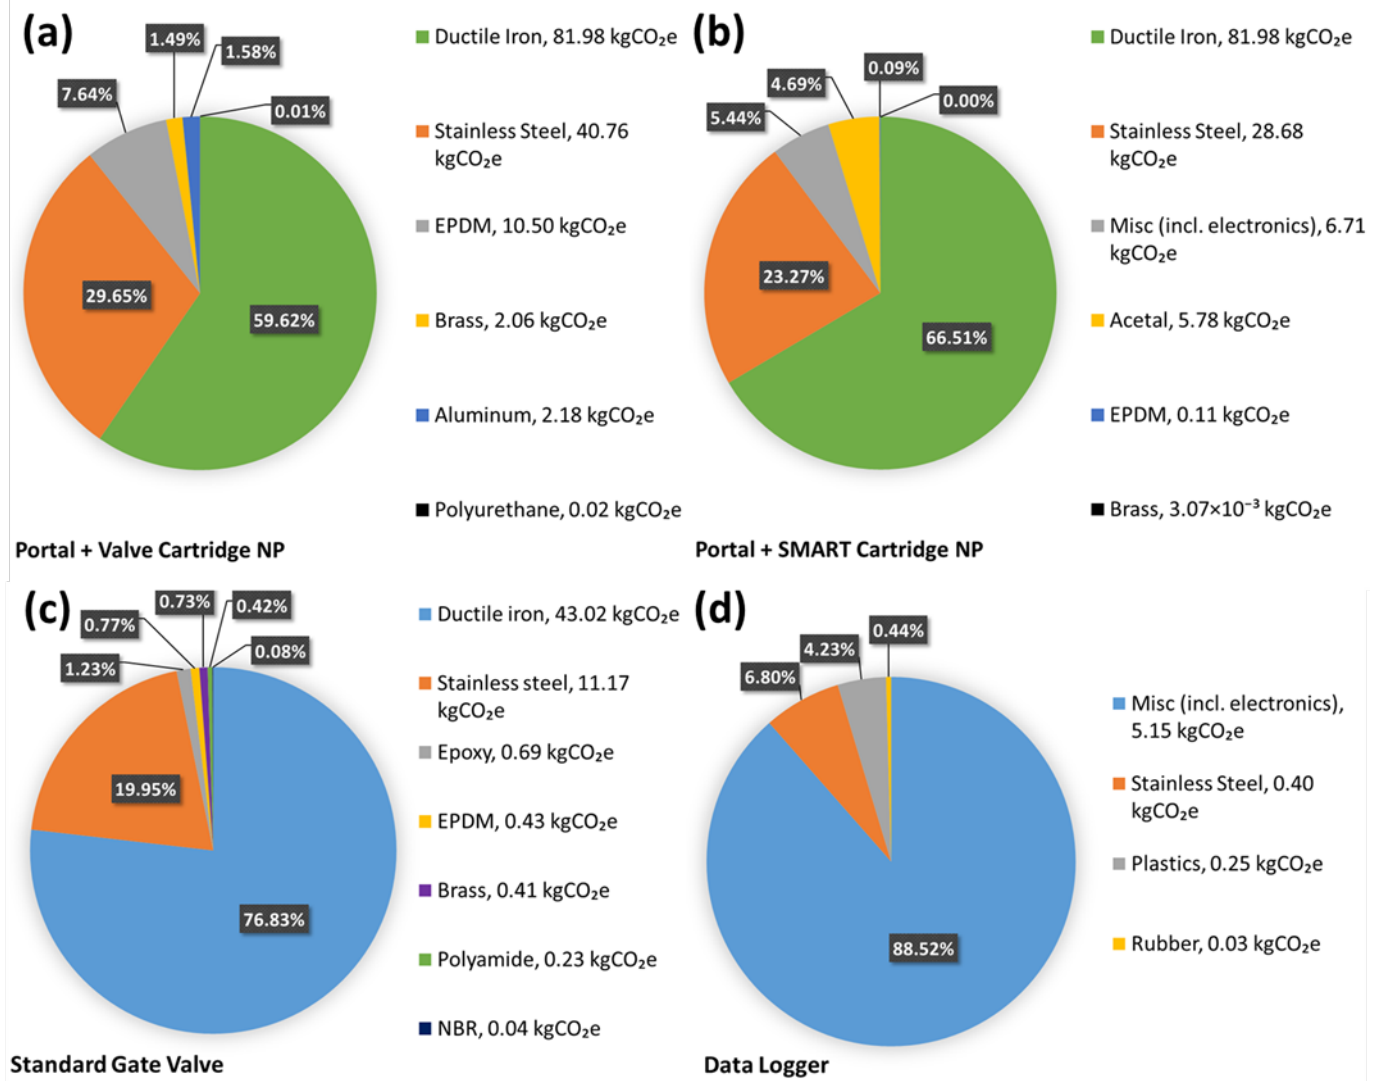 (a)
1.49%
1.58%
7.64%
0.01%
29.65%
59.62%
Ductile Iron, 81.98 kgCO₂e
Stainless Steel, 40.76
kgCO₂e
EPDM, 10.50 kgCO₂e
Brass, 2.06 kgCO₂e
Aluminum, 2.18 kgCO₂e
Polyurethane, 0.02 kgCO₂e
Portal + Valve Cartridge NP
(b)
0.09%
4.69%
0.00%
5.44%
23.27%
66.51%
Ductile Iron, 81.98 kgCO₂e
Stainless Steel, 28.68
kgCO₂e
Misc (incl. electronics), 6.71
kgCO₂e
Acetal, 5.78 kgCO₂e
EPDM, 0.11 kgCO₂e
Brass, 3.07×10⁻³ kgCO₂e
Portal + SMART Cartridge NP
(c)
0.73%
0.42%
0.77%
0.08%
1.23%
19.95%
76.83%
Ductile iron, 43.02 kgCO₂e
Stainless steel, 11.17
kgCO₂e
Epoxy, 0.69 kgCO₂e
EPDM, 0.43 kgCO₂e
Brass, 0.41 kgCO₂e
Polyamide, 0.23 kgCO₂e
NBR, 0.04 kgCO₂e
Standard Gate Valve
(d)
0.44%
4.23%
6.80%
88.52%
Misc (incl. electronics),
5.15 kgCO₂e
Stainless Steel, 0.40
kgCO₂e
Plastics, 0.25 kgCO₂e
Rubber, 0.03 kgCO₂e
Data Logger